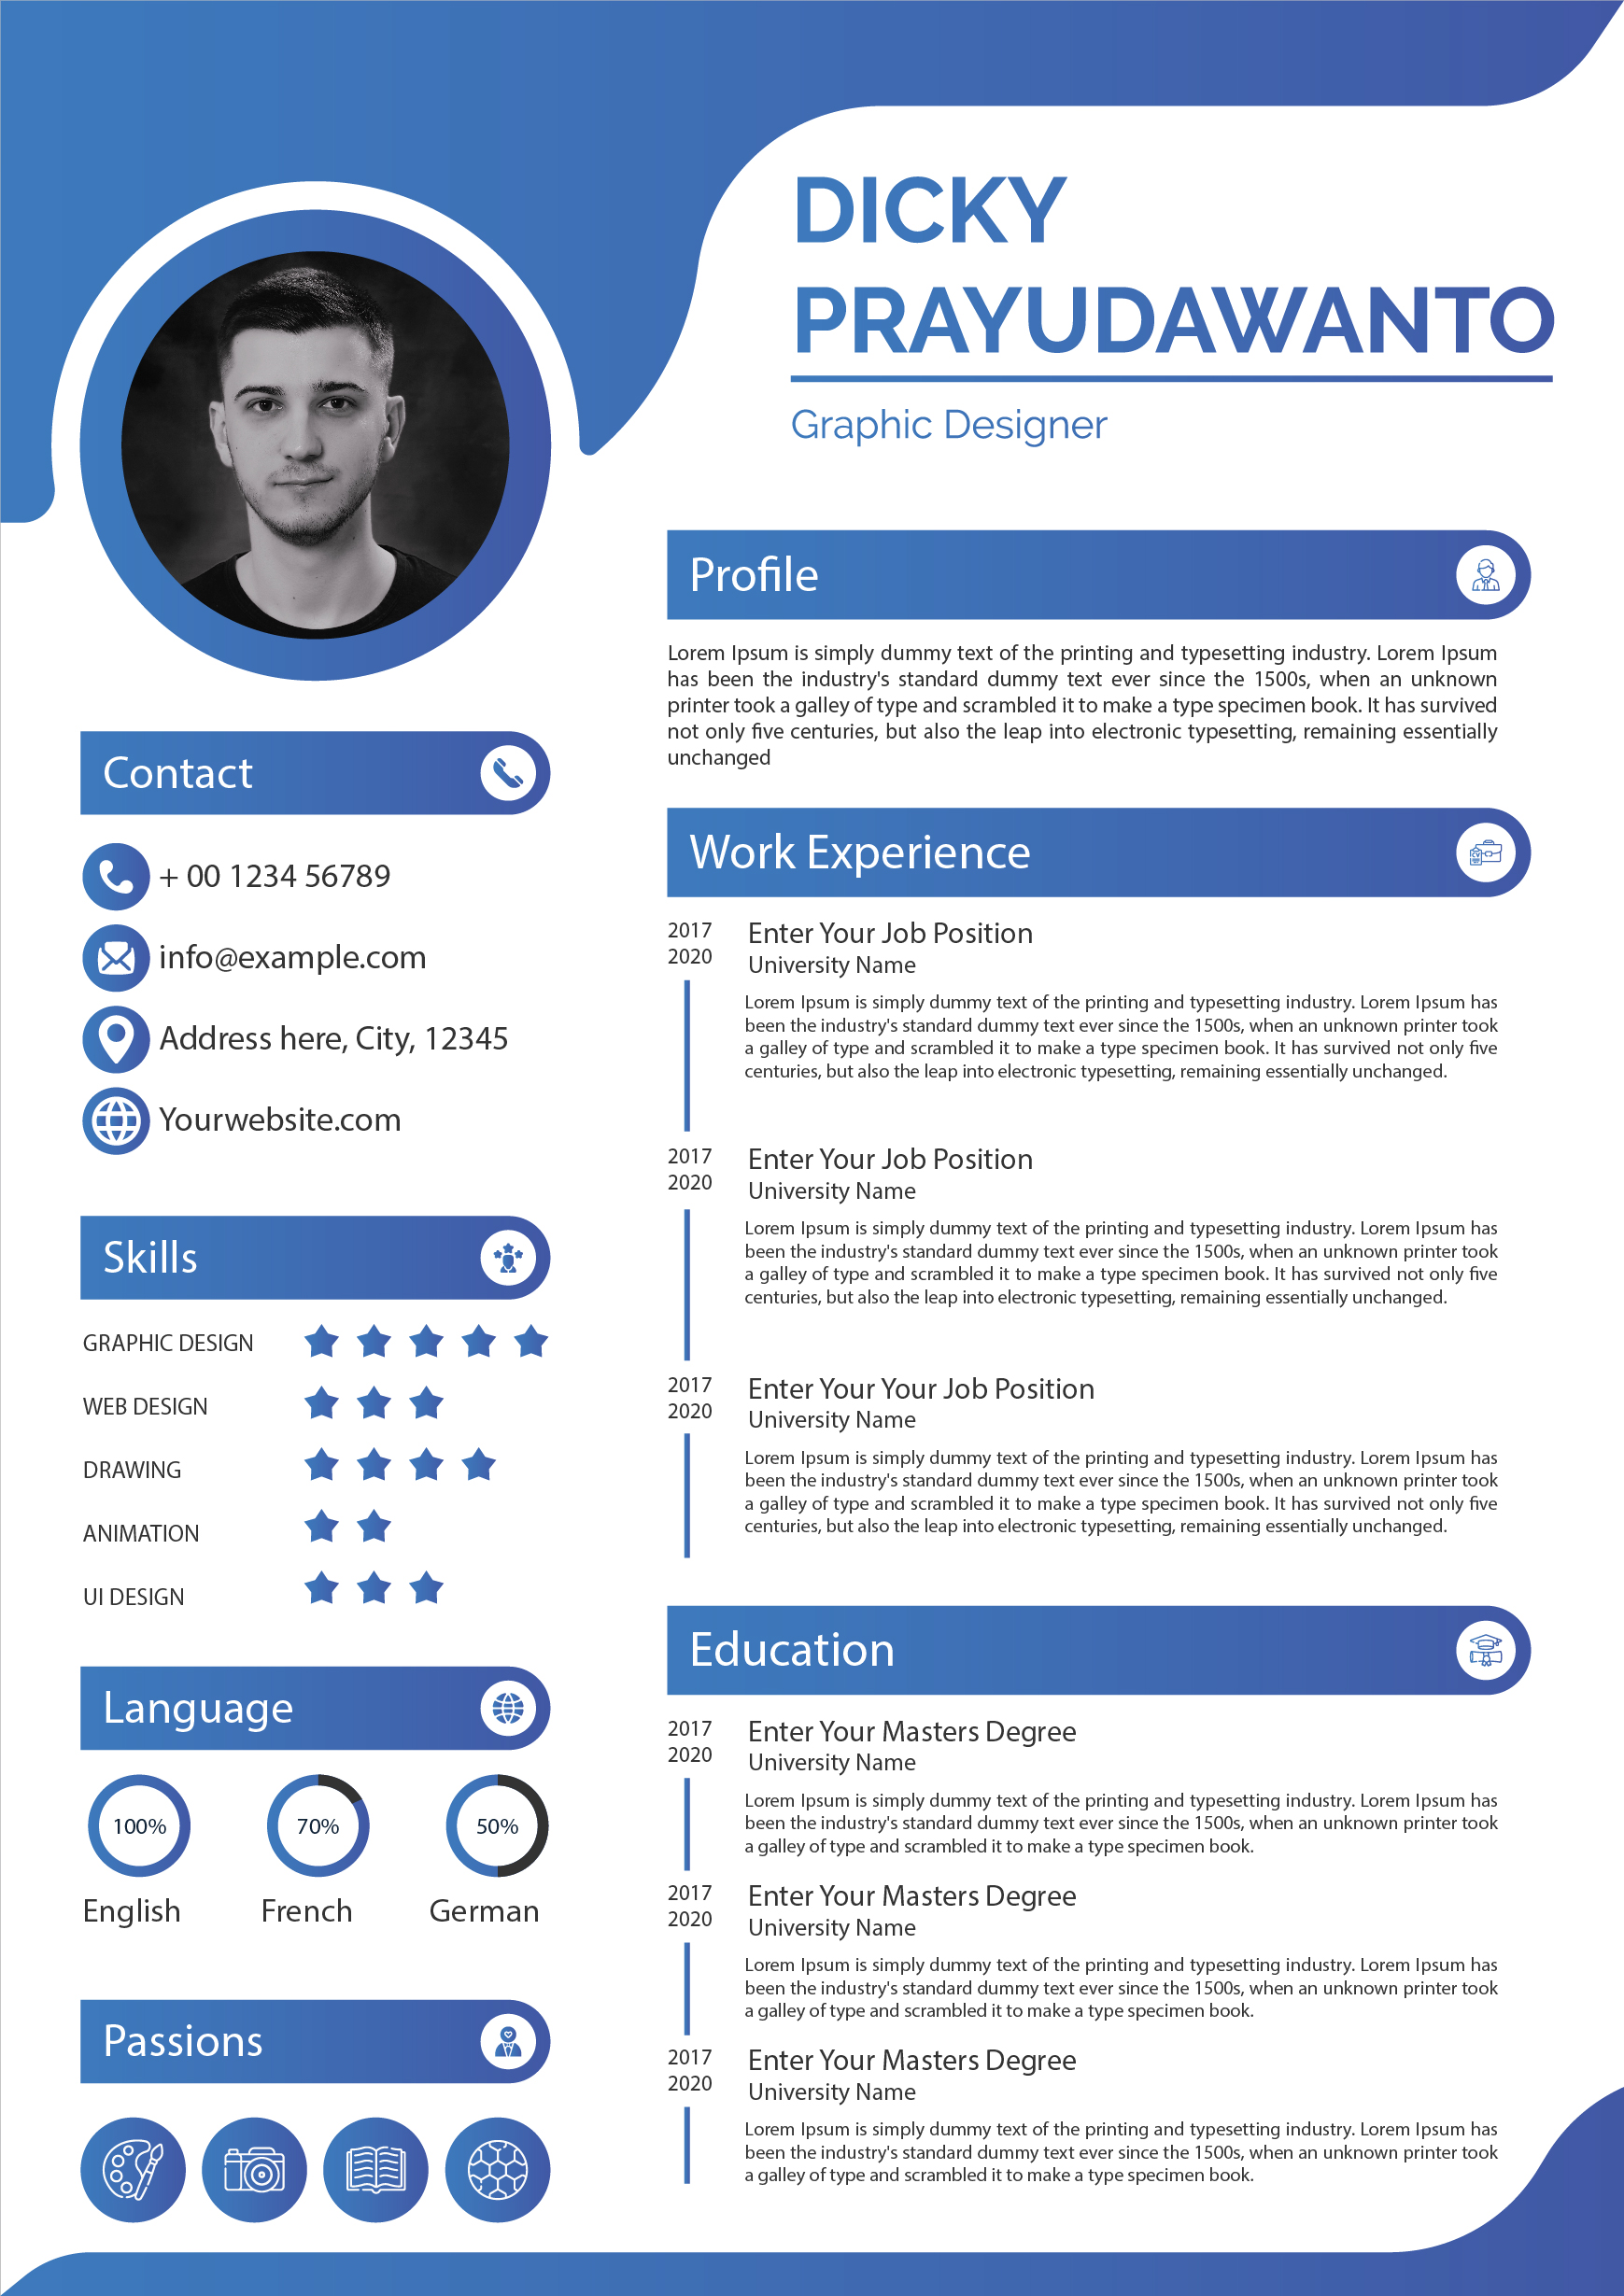 DICKY
PRAYUDAWANTO
Graphic Designer
Contact
+ 00 1234 56789
info@example.com
Address here, City, 12345
Yourwebsite.com
Skills
GRAPHIC DESIGN
WEB DESIGN
DRAWING
ANIMATION
UI DESIGN
Language
100%
70%
50%
English
French
German
Passions
Profile
Lorem Ipsum is simply dummy text of the printing and typesetting industry. Lorem Ipsum
has been the industry's standard dummy text ever since the 1500s, when an unknown
printer took a galley of type and scrambled it to make a type specimen book. It has survived
not only five centuries, but also the leap into electronic typesetting, remaining essentially
unchanged
Work Experience
CV
2017
2020
Enter Your Job Position
University Name
Lorem Ipsum is simply dummy text of the printing and typesetting industry. Lorem Ipsum has
been the industry's standard dummy text ever since the 1500s, when an unknown printer took
a galley of type and scrambled it to make a type specimen book. It has survived not only five
centuries, but also the leap into electronic typesetting, remaining essentially unchanged.
2017
2020
Enter Your Job Position
University Name
Lorem Ipsum is simply dummy text of the printing and typesetting industry. Lorem Ipsum has
been the industry's standard dummy text ever since the 1500s, when an unknown printer took
a galley of type and scrambled it to make a type specimen book. It has survived not only five
centuries, but also the leap into electronic typesetting, remaining essentially unchanged.
2017
2020
Enter Your Your Job Position
University Name
Lorem Ipsum is simply dummy text of the printing and typesetting industry. Lorem Ipsum has
been the industry's standard dummy text ever since the 1500s, when an unknown printer took
a galley of type and scrambled it to make a type specimen book. It has survived not only five
centuries, but also the leap into electronic typesetting, remaining essentially unchanged.
Education
2017
2020
Enter Your Masters Degree
University Name
Lorem Ipsum is simply dummy text of the printing and typesetting industry. Lorem Ipsum has
been the industry's standard dummy text ever since the 1500s, when an unknown printer took
a galley of type and scrambled it to make a type specimen book.
2017
2020
Enter Your Masters Degree
University Name
Lorem Ipsum is simply dummy text of the printing and typesetting industry. Lorem Ipsum has
been the industry's standard dummy text ever since the 1500s, when an unknown printer took
a galley of type and scrambled it to make a type specimen book.
2017
2020
Enter Your Masters Degree
University Name
Lorem Ipsum is simply dummy text of the printing and typesetting industry. Lorem Ipsum has
been the industry's standard dummy text ever since the 1500s, when an unknown printer took
a galley of type and scrambled it to make a type specimen book.